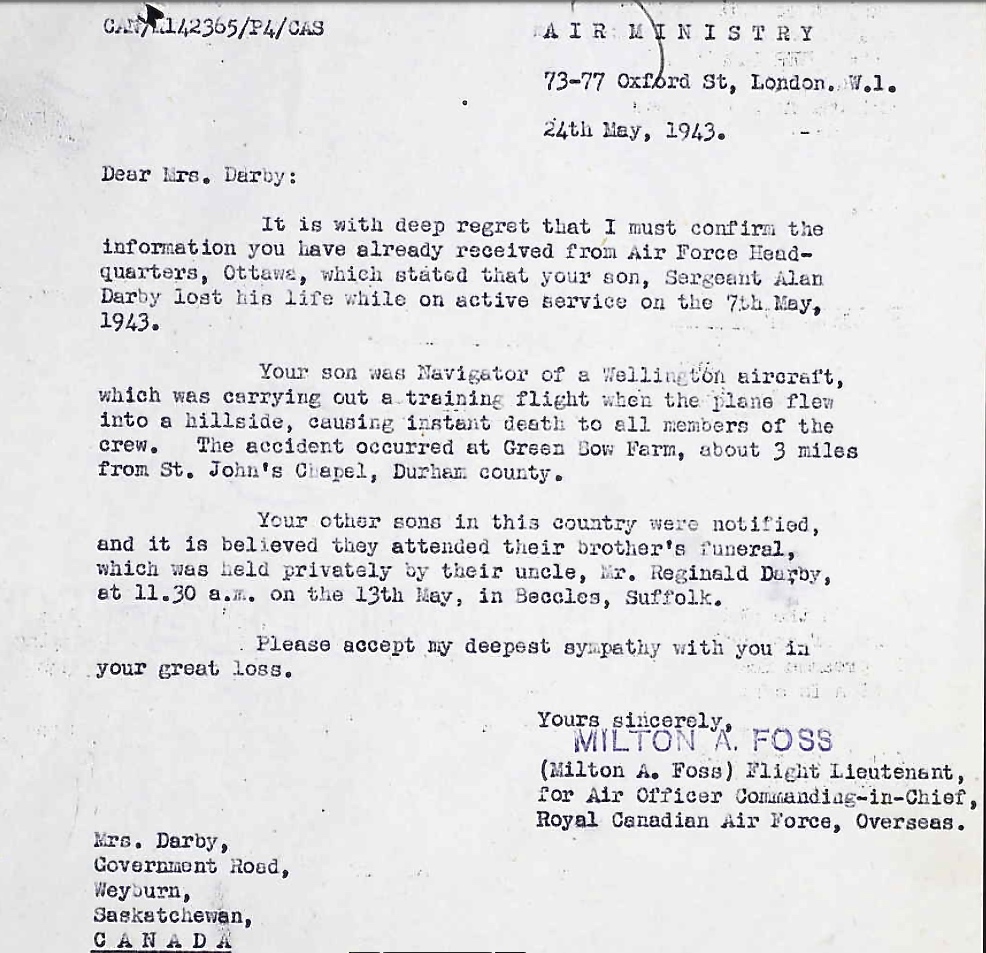 CAN/R142365/P4/CAS
AIR MINISTRY
73-77 Oxford St, London. W.1.
24th May, 1943.
Dear Mrs. Darby:
It is with deep regret that I must confirm the
information you have already received from Air Force Head-
quarters, Ottawa, which stated that your son, Sergeant Alan
Darby lost his life while on active service on the 7th May,
1943.
Your son was Navigator of a Wellington aircraft,
which was carrying out a training flight when the plane flew
into a hillside, causing instant death to all members of the
crew. The accident occurred at Green Bow Farm, about 3 miles
from St. John's Chapel, Durham county.
Your other sons in this country were notified,
and it is believed they attended their brother's funeral,
which was held privately by their uncle, Mr. Reginald Darby,
at 11.30 a.m. on the 13th May, in Beccles, Suffolk.
Please accept my deepest sympathy with you in
your great loss.
Yours sincerely,
MILTON A. FOSS
(Milton A. Foss) Flight Lieutenant,
for Air Officer Commanding-in-Chief,
Royal Canadian Air Force, Overseas.
Mrs. Darby,
Government Road,
Weyburn,
Saskatchewan,
CANADA